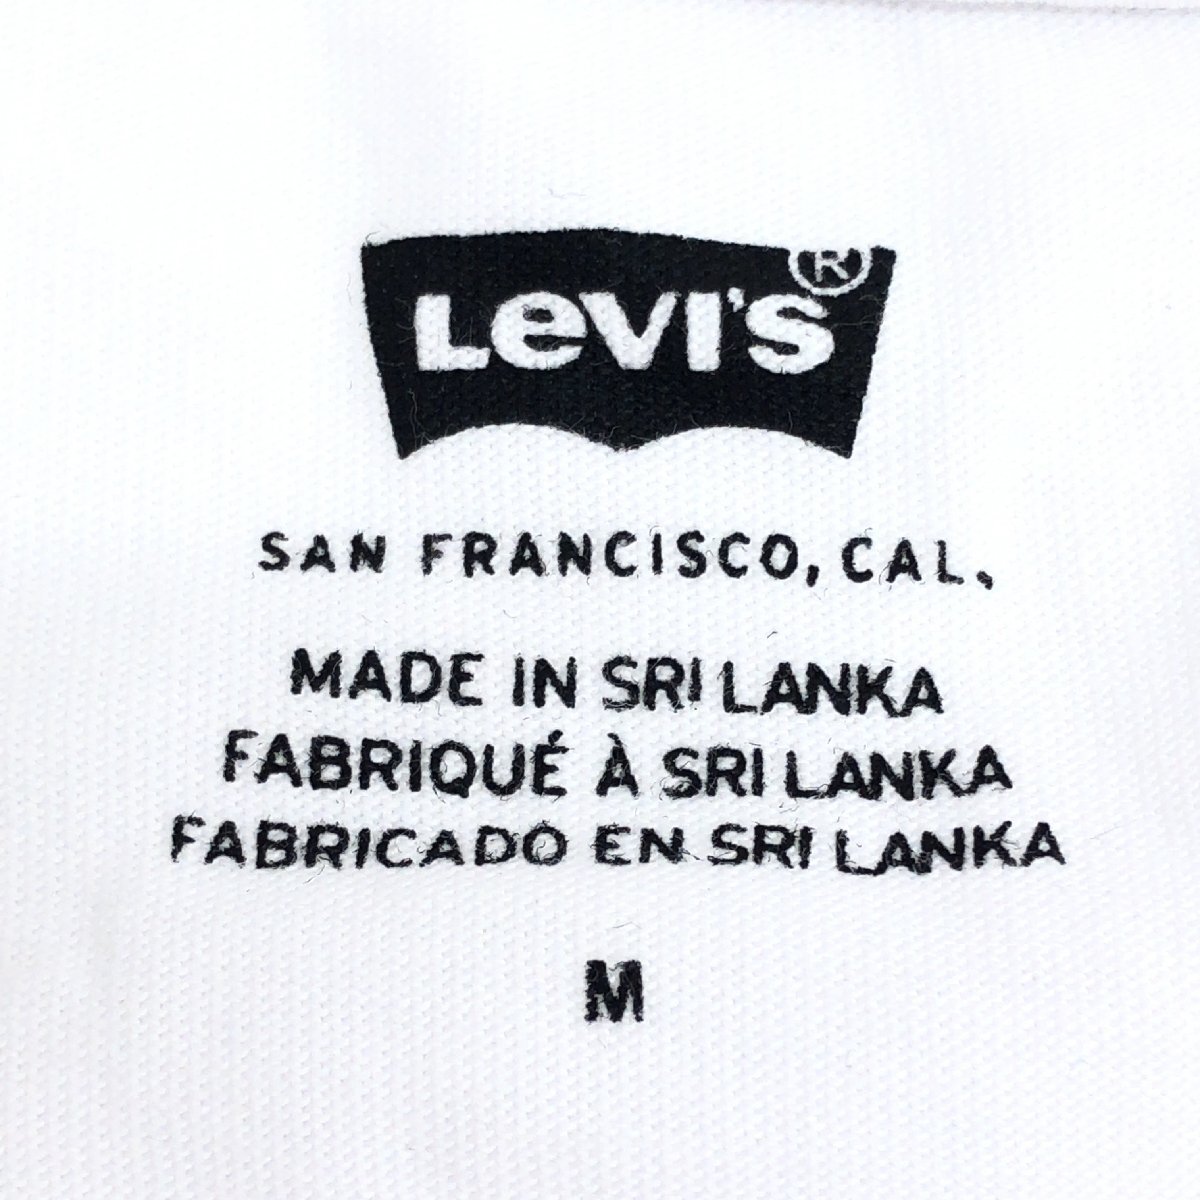 Levi's®
SAN FRANCISCO, CAL.
MADE IN SRI LANKA
FABRIQUÉ À SRI LANKA
FABRICADO EN SRI LANKA
M